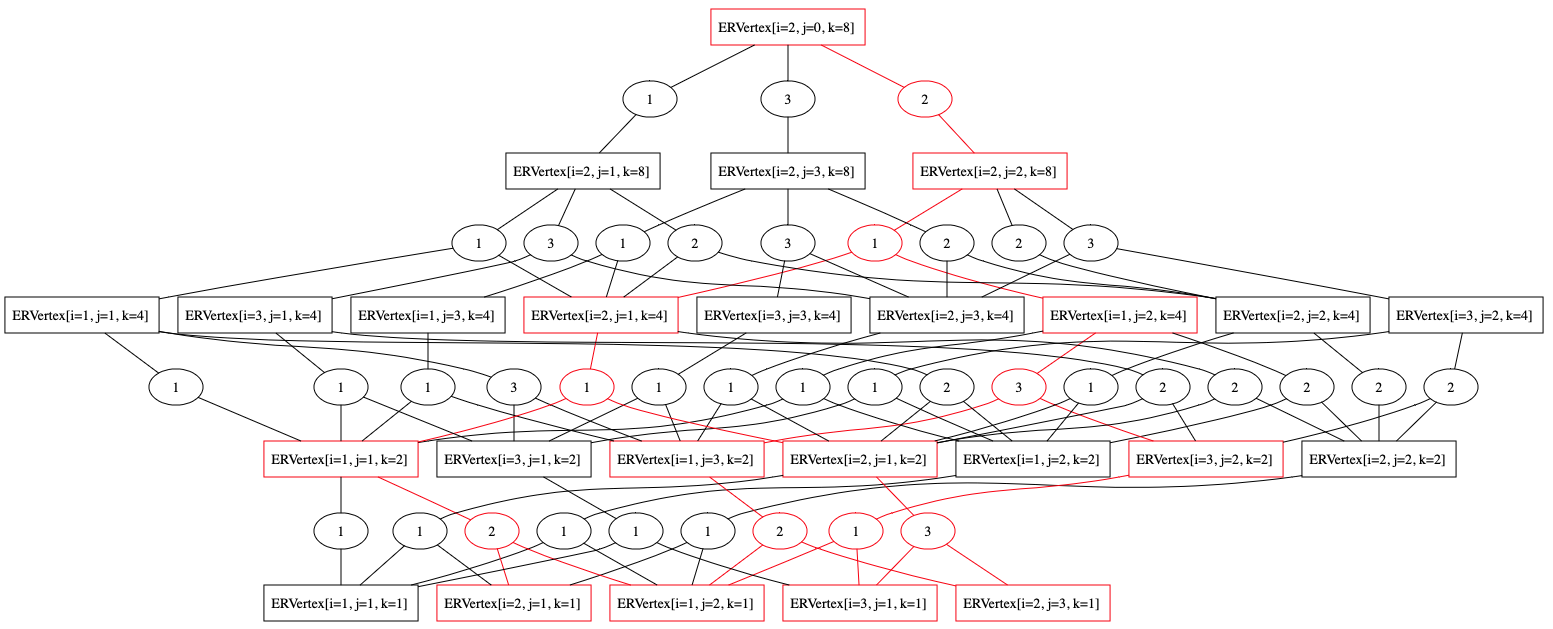 ERVertex[i=2, j=0, k=8]
1 3 2
ERVertex[i=2, j=1, k=8] ERVertex[i=2, j=3, k=8] ERVertex[i=2, j=2, k=8]
1 3 1 2 3 1 2 2 3
ERVertex[i=1, j=1, k=4] ERVertex[i=3, j=1, k=4] ERVertex[i=1, j=3, k=4] ERVertex[i=2, j=1, k=4] ERVertex[i=3, j=3, k=4] ERVertex[i=2, j=3, k=4] ERVertex[i=1, j=2, k=4] ERVertex[i=2, j=2, k=4] ERVertex[i=3, j=2, k=4]
1 1 1 3 1 1 1 1 1 2 3 1 2 2 2 2 2
ERVertex[i=1, j=1, k=2] ERVertex[i=3, j=1, k=2] ERVertex[i=1, j=3, k=2] ERVertex[i=2, j=1, k=2] ERVertex[i=1, j=2, k=2] ERVertex[i=3, j=2, k=2] ERVertex[i=2, j=2, k=2]
1 1 2 1 1 1 2 1 3
ERVertex[i=1, j=1, k=1] ERVertex[i=2, j=1, k=1] ERVertex[i=1, j=2, k=1] ERVertex[i=3, j=1, k=1] ERVertex[i=2, j=3, k=1]